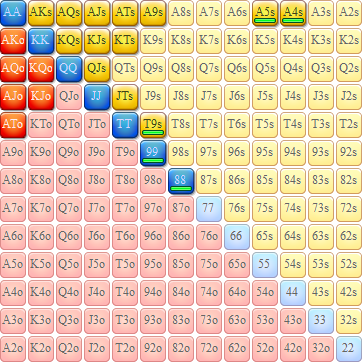 AA AKs AQs AJs ATs A9s A8s A7s A6s A5s A4s A3s A2s
AKo KK KQs KJs KTs K9s K8s K7s K6s K5s K4s K3s K2s
AQo KQo QQ QJs QTs Q9s Q8s Q7s Q6s Q5s Q4s Q3s Q2s
AJo KJo QJo JJ JTs J9s J8s J7s J6s J5s J4s J3s J2s
ATo KTo QTo JTo TT T9s T8s T7s T6s T5s T4s T3s T2s
A9o K9o Q9o J9o T9o 99 98s 97s 96s 95s 94s 93s 92s
A8o K8o Q8o J8o T8o 98o 88 87s 86s 85s 84s 83s 82s
A7o K7o Q7o J7o T7o 97o 87o 77 76s 75s 74s 73s 72s
A6o K6o Q6o J6o T6o 96o 86o 76o 66 65s 64s 63s 62s
A5o K5o Q5o J5o T5o 95o 85o 75o 65o 55 54s 53s 52s
A4o K4o Q4o J4o T4o 94o 84o 74o 64o 54o 44 43s 42s
A3o K3o Q3o J3o T3o 93o 83o 73o 63o 53o 43o 33 32s
A2o K2o Q2o J2o T2o 92o 82o 72o 62o 52o 42o 32o 22